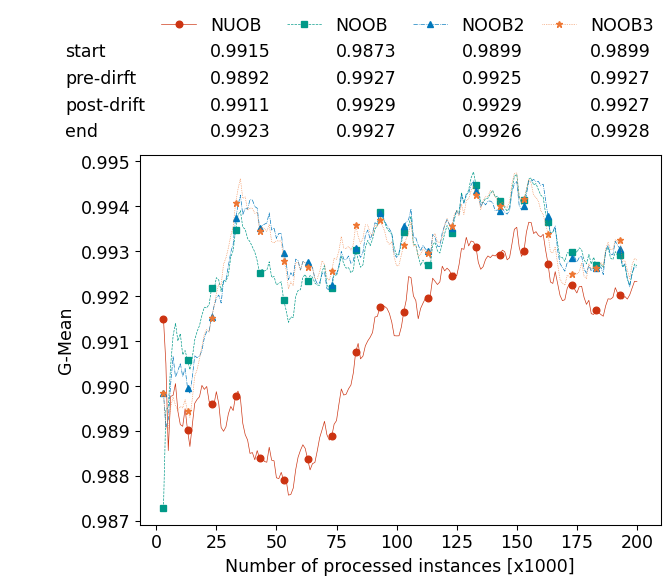 NUOB NOOB NOOB2 NOOB3
start 0.9915 0.9873 0.9899 0.9899
pre-dirft 0.9892 0.9927 0.9925 0.9927
post-drift 0.9911 0.9929 0.9929 0.9927
end 0.9923 0.9927 0.9926 0.9928
0.995
0.994
0.993
0.992
0.991
0.990
0.989
0.988
0.987
G-Mean
0 25 50 75 100 125 150 175 200
Number of processed instances [x1000]